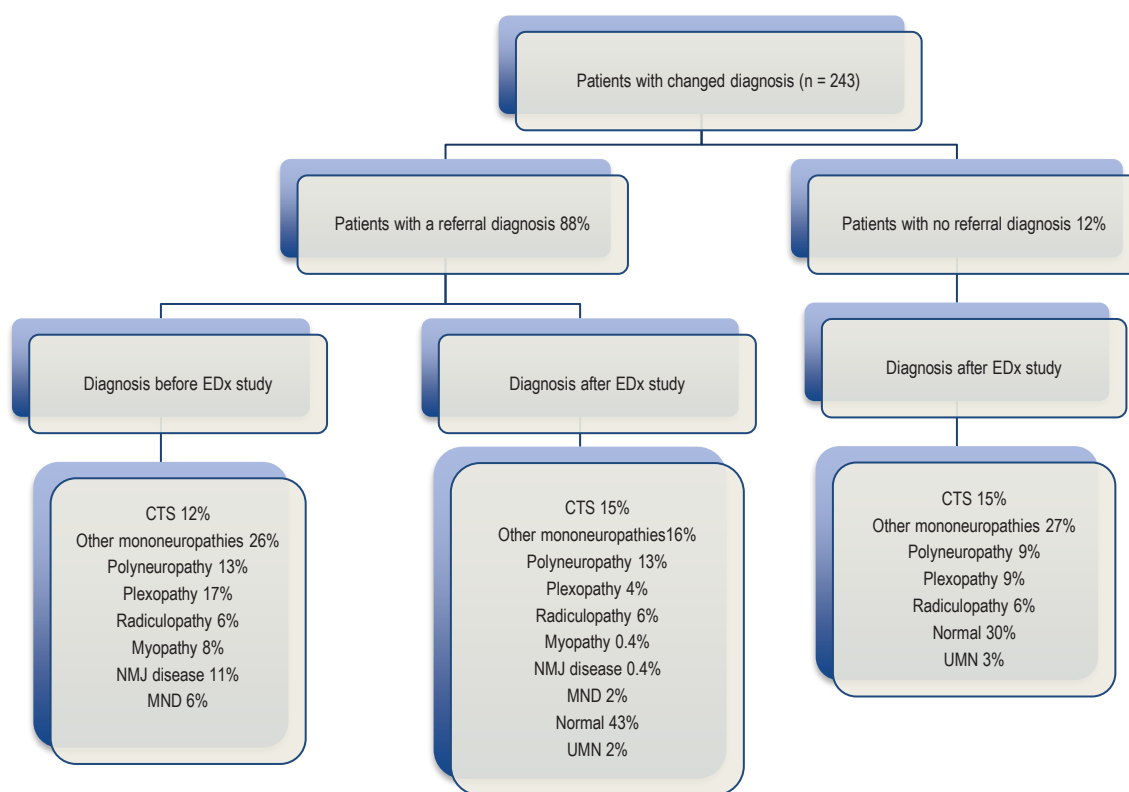 Patients with changed diagnosis (n = 243)
Patients with a referral diagnosis 88%
Patients with no referral diagnosis 12%
Diagnosis before EDx study
Diagnosis after EDx study
Diagnosis after EDx study
CTS 12%
Other mononeuropathies 26%
Polyneuropathy 13%
Plexopathy 17%
Radiculopathy 6%
Myopathy 8%
NMJ disease 11%
MND 6%
CTS 15%
Other mononeuropathies16%
Polyneuropathy 13%
Plexopathy 4%
Radiculopathy 6%
Myopathy 0.4%
NMJ disease 0.4%
MND 2%
Normal 43%
UMN 2%
CTS 15%
Other mononeuropathies 27%
Polyneuropathy 9%
Plexopathy 9%
Radiculopathy 6%
Normal 30%
UMN 3%